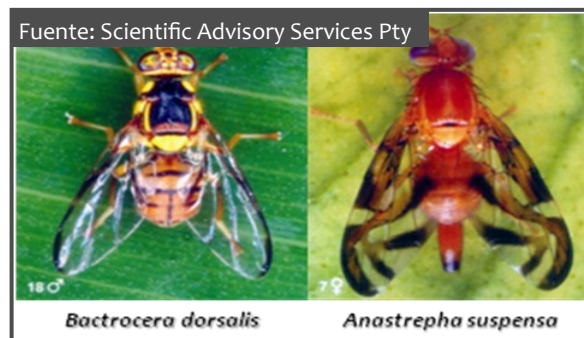 Fuente: Scientific Advisory Services Pty
18♂
7♀
Bactrocera dorsalis
Anastrepha suspensa